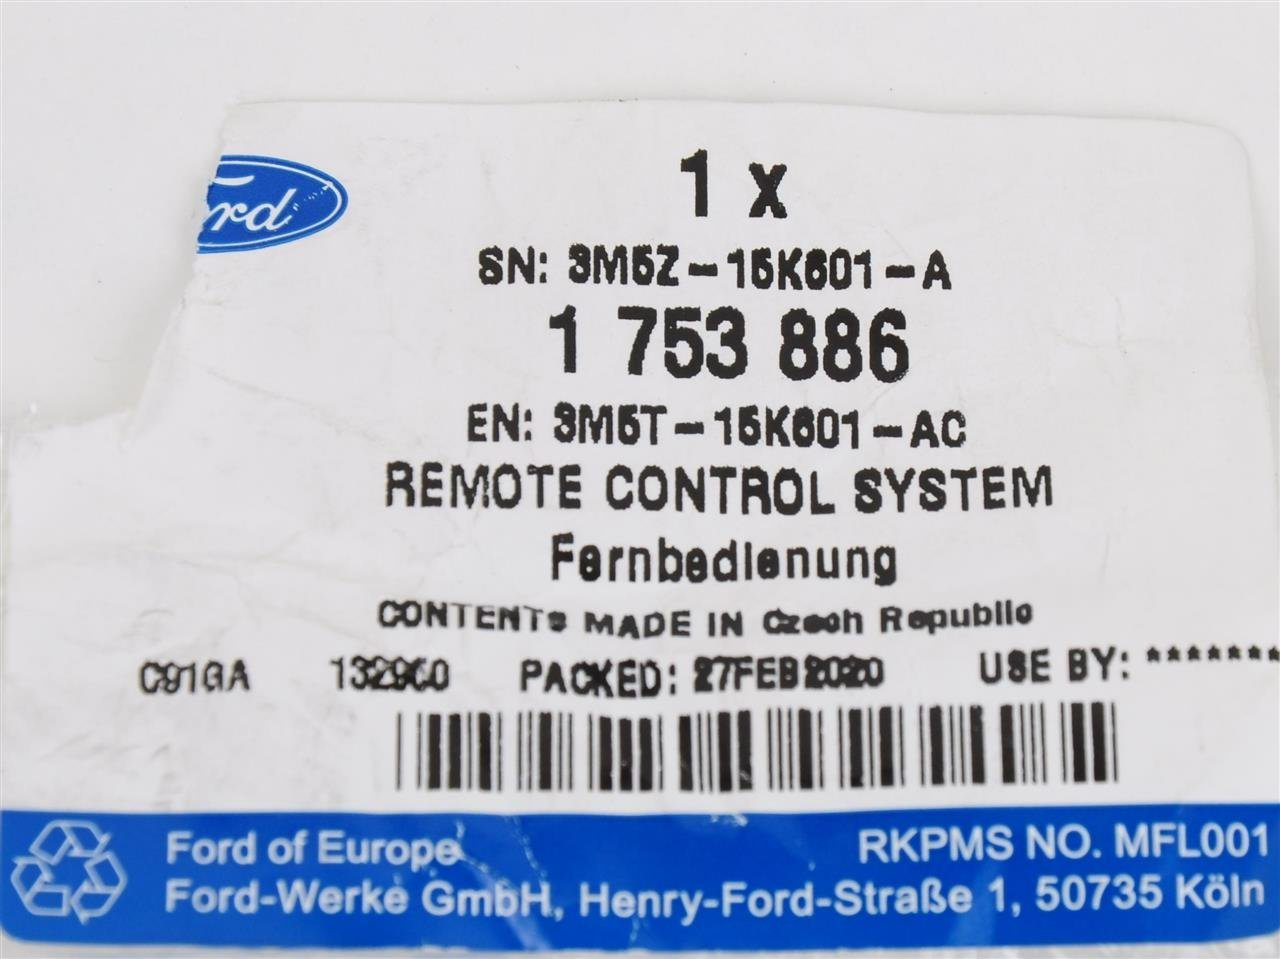 Ford
1 x
SN: 3M5Z-15K601-A
1 753 886
EN: 3M5T-15K601-AC
REMOTE CONTROL SYSTEM
Fernbedienung
CONTENTS MADE IN Czech Republic
C91GA PACKED: 27FEB2020 USE BY: *******
Ford of Europe RKPMS NO. MFL001
Ford-Werke GmbH, Henry-Ford-Straße 1, 50735 Köln